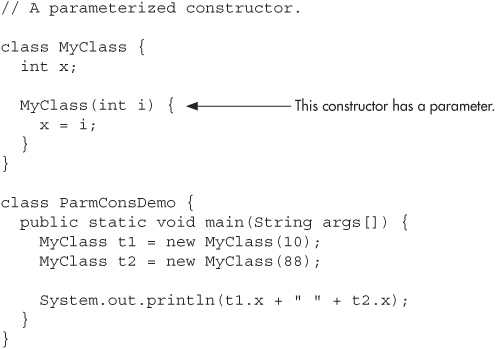 // A parameterized constructor.
class MyClass {
int x;
MyClass(int i) { This constructor has a parameter.
x = i;
}
}
class ParmConsDemo {
public static void main(String args[]) {
MyClass t1 = new MyClass(10);
MyClass t2 = new MyClass(88);
System.out.println(t1.x + " " + t2.x);
}
}